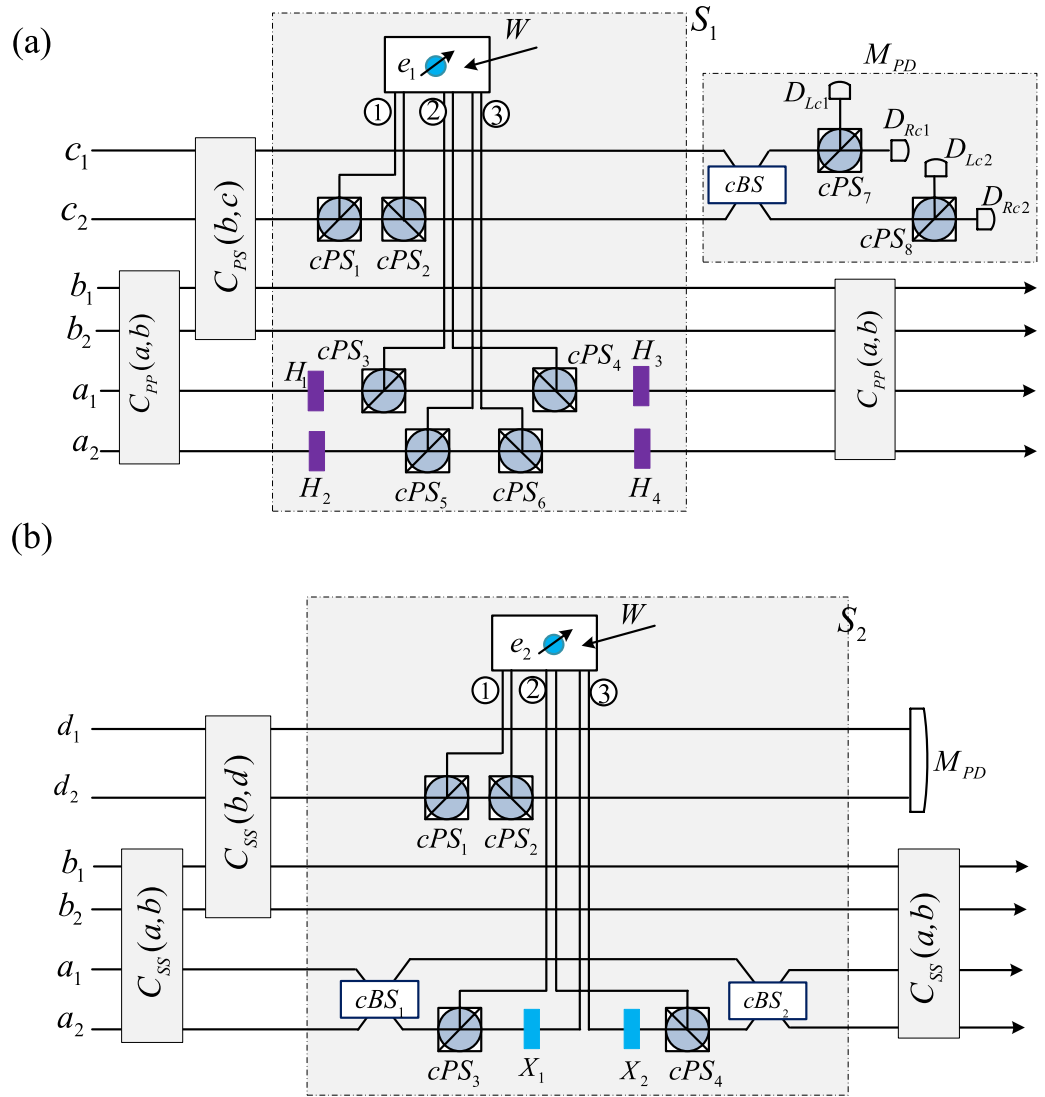 (a)
S1
W
MPD
e1
DLc1
① ② ③
DRc1
c1
CPS(b,c)
cBS
cPS7
DLc2
c2
DRc2
cPS1 cPS2
cPS8
b1
CPP(a,b)
CPP(a,b)
b2
cPS3 cPS4
H1 H3
a1
a2
H2 cPS5 cPS6 H4
(b)
S2
W
e2
① ② ③
d1
CSS(b,d)
MPD
d2
cPS1 cPS2
b1
CSS(a,b)
CSS(a,b)
b2
a1
cBS1 cBS2
a2
cPS3 X1 X2 cPS4